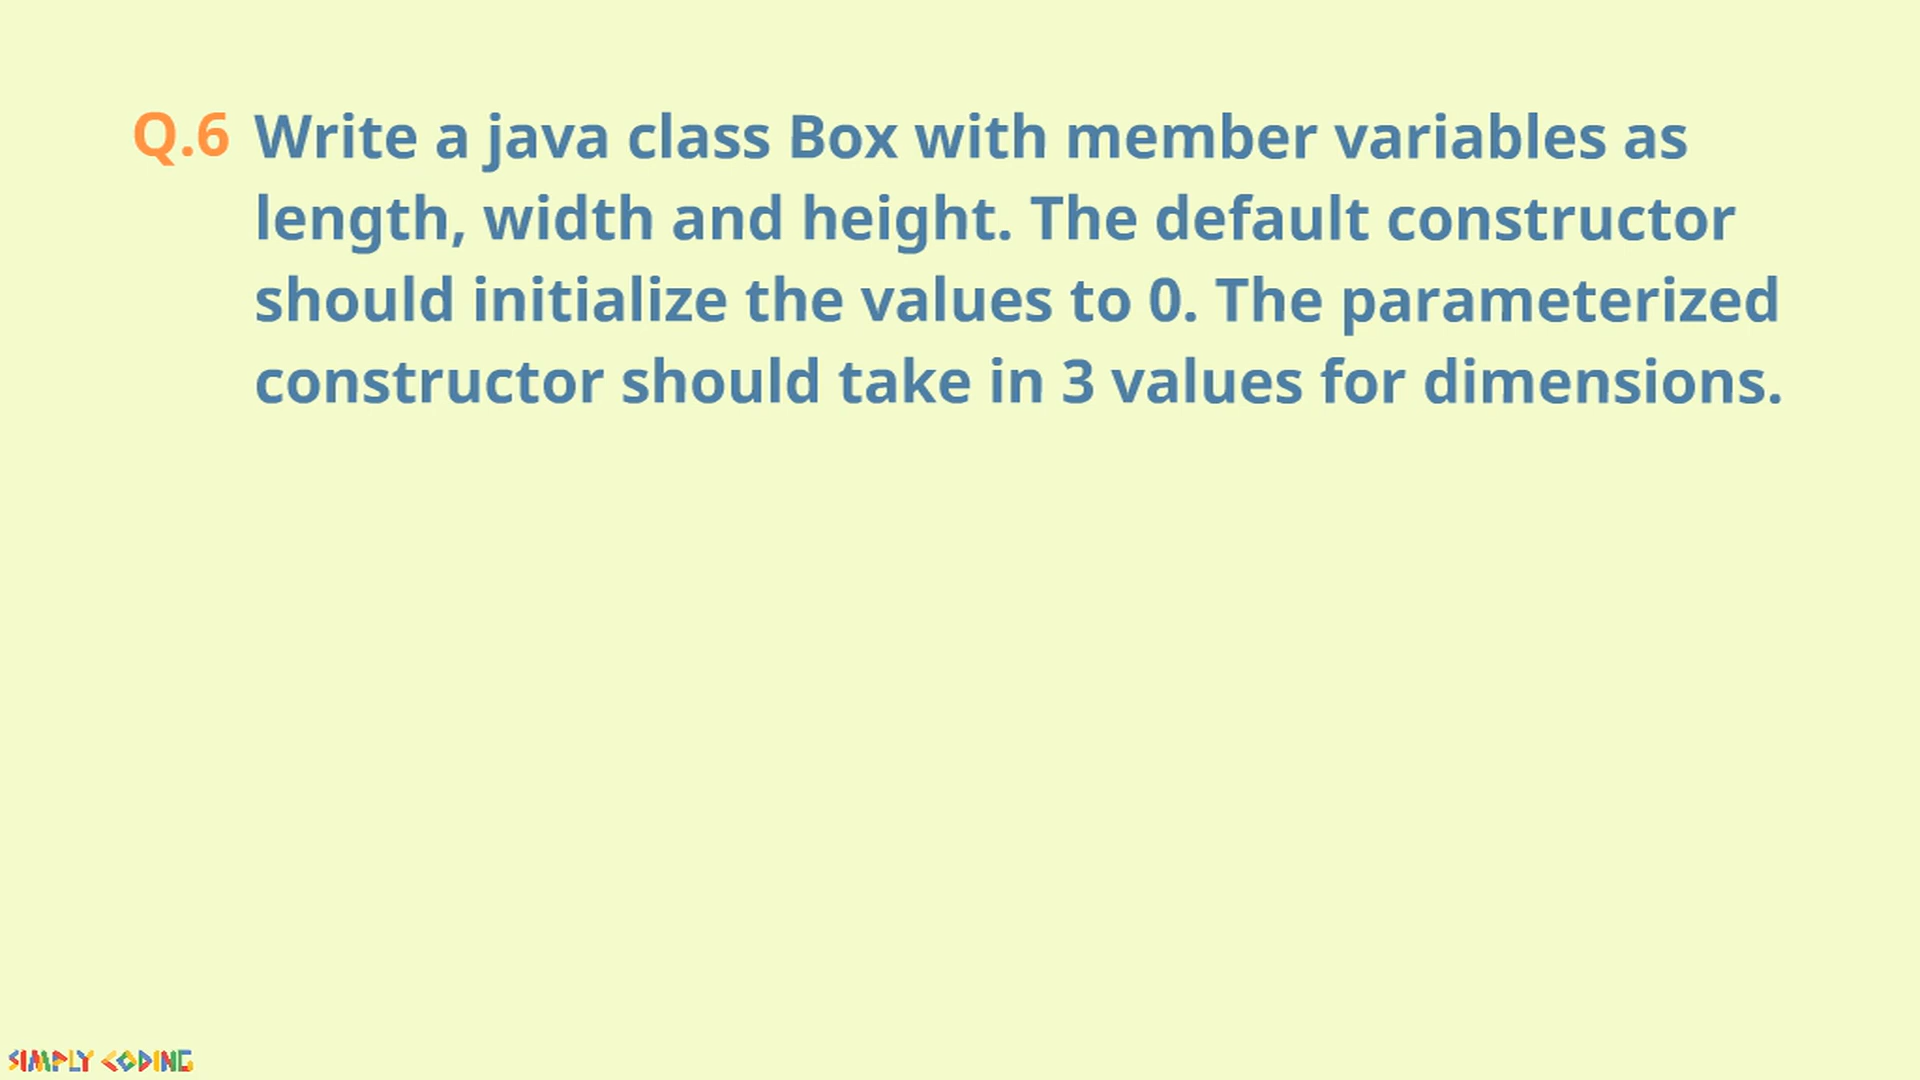 Q.6 Write a java class Box with member variables as
length, width and height. The default constructor
should initialize the values to 0. The parameterized
constructor should take in 3 values for dimensions.
SIMPLY CODING